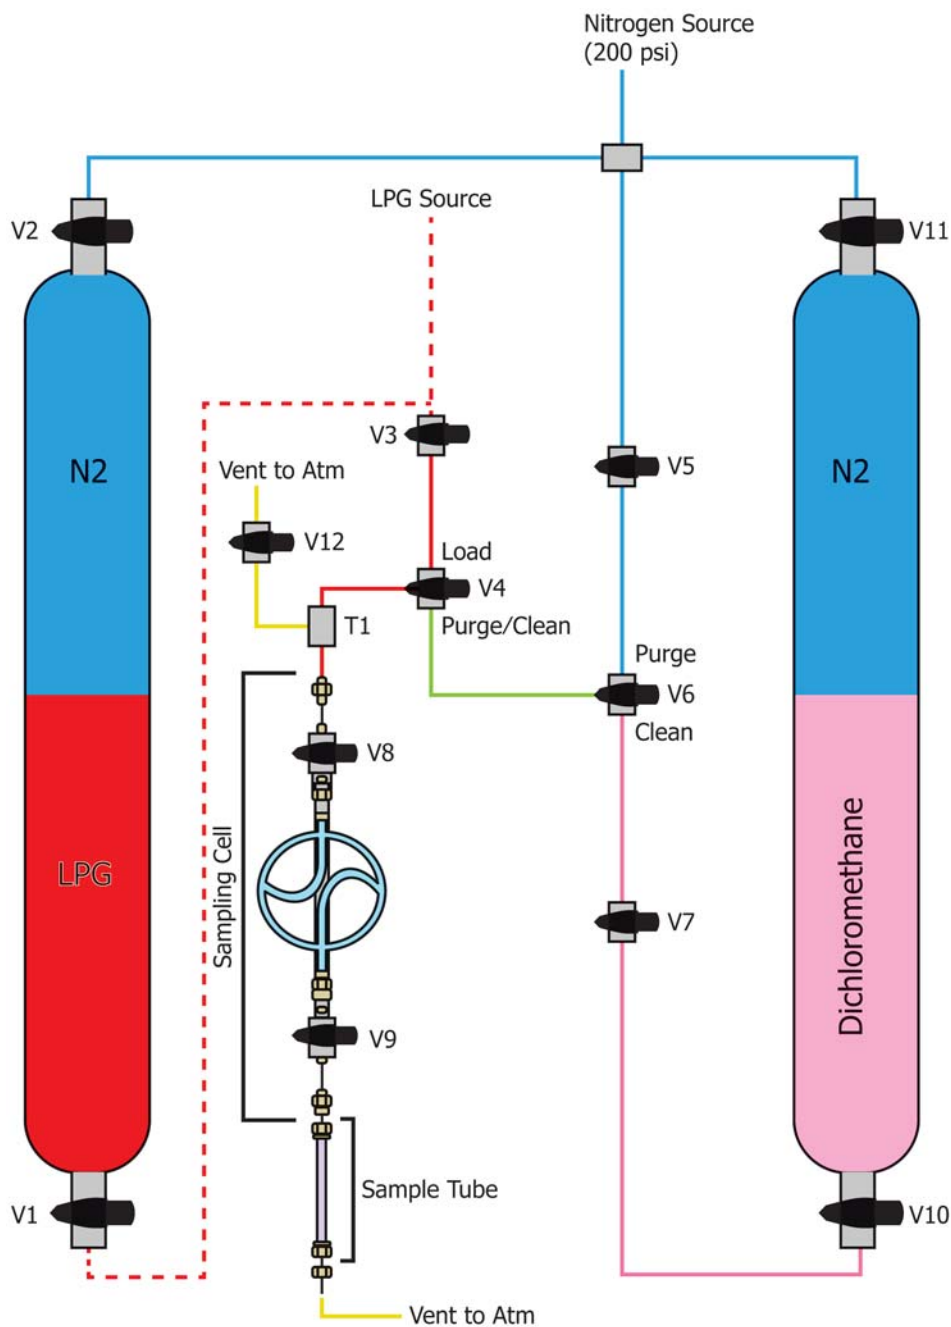 Nitrogen Source
(200 psi)
LPG Source
V2
V11
V3
N2
V5
N2
Vent to Atm
V12
Load
V4
T1
Purge/Clean
Purge
V6
Clean
V8
Sampling Cell
LPG
V7
Dichloromethane
V9
Sample Tube
V1
V10
Vent to Atm